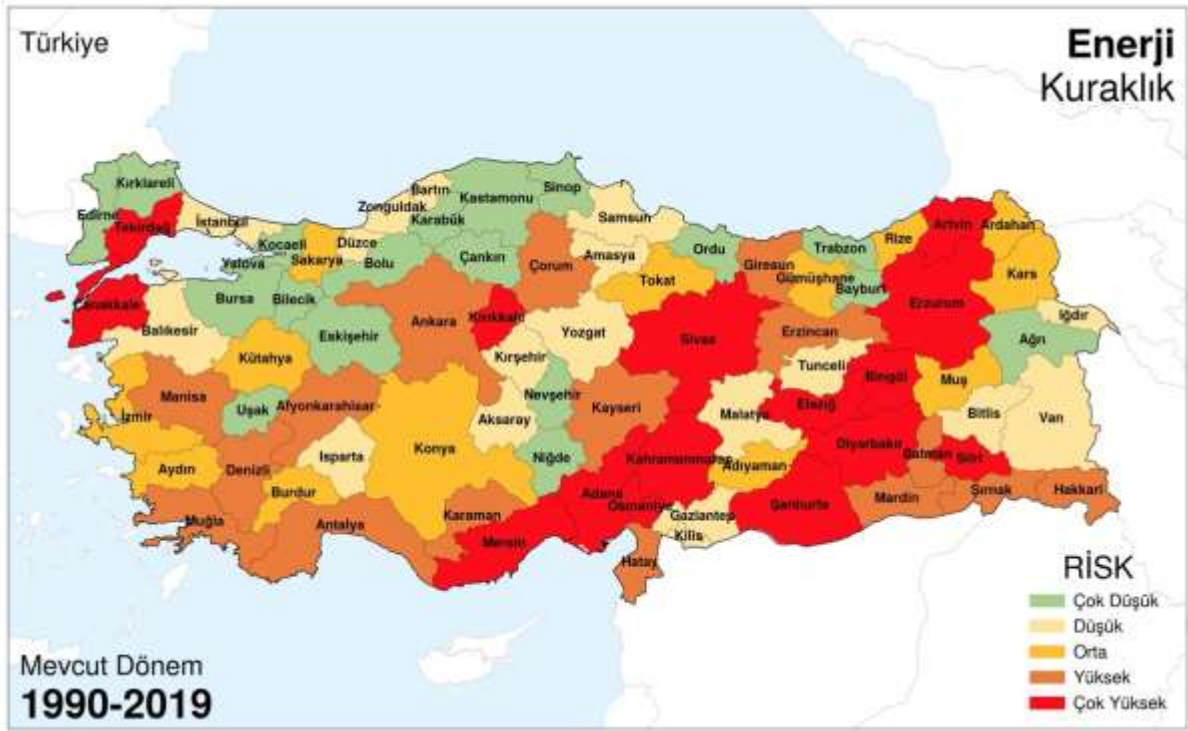 Türkiye
Enerji
Kuraklık
Kırklareli
Edirne
Tekirdağ
İstanbul
Kocaeli
Yalova
Sakarya
Düzce
Zonguldak
Bartın
Karabük
Kastamonu
Sinop
Samsun
Bolu
Çankırı
Çorum
Amasya
Ordu
Giresun
Trabzon
Rize
Artvin
Ardahan
Çanakkale
Balıkesir
Bursa
Bilecik
Eskişehir
Ankara
Kırıkkale
Yozgat
Tokat
Sivas
Gümüşhane
Bayburt
Erzincan
Erzurum
Kars
Iğdır
Ağrı
Kütahya
Kırşehir
Tunceli
Bingöl
Muş
Manisa
Uşak
Afyonkarahisar
Nevşehir
Kayseri
Malatya
Elazığ
Bitlis
Van
İzmir
Aksaray
Konya
Isparta
Niğde
Kahramanmaraş
Adıyaman
Diyarbakır
Batman
Siirt
Aydın
Denizli
Burdur
Karaman
Adana
Osmaniye
Gaziantep
Kilis
Şanlıurfa
Mardin
Şırnak
Hakkari
Muğla
Antalya
Mersin
Hatay
RİSK
Çok Düşük
Düşük
Orta
Yüksek
Çok Yüksek
Mevcut Dönem
1990-2019